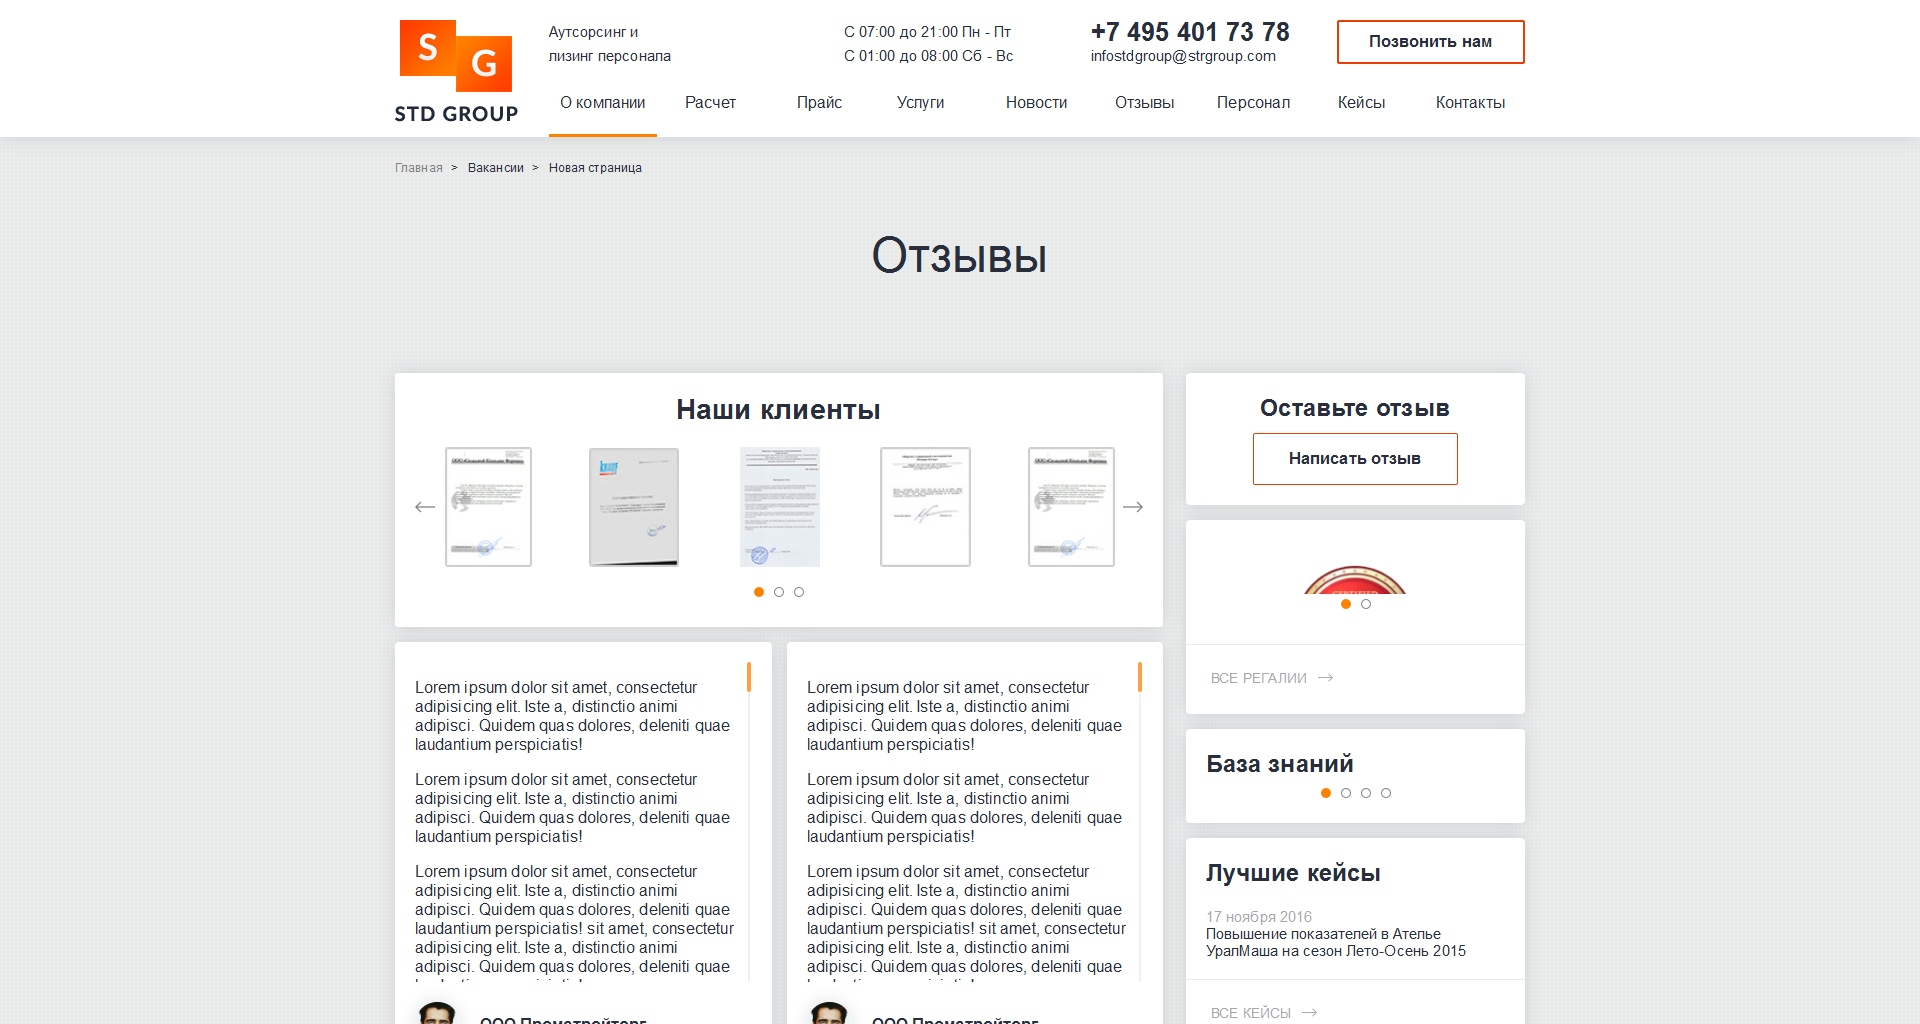 S G
STD GROUP
Аутсорсинг и
лизинг персонала
С 07:00 до 21:00 Пн - Пт
С 01:00 до 08:00 Сб - Вс
+7 495 401 73 78
infostdgroup@strgroup.com
Позвонить нам
О компании Расчет Прайс Услуги Новости Отзывы Персонал Кейсы Контакты
Главная > Вакансии > Новая страница
Отзывы
Наши клиенты
knauf
Lorem ipsum dolor sit amet, consectetur
adipisicing elit. Iste a, distinctio animi
adipisci. Quidem quas dolores, deleniti quae
laudantium perspiciatis!
Lorem ipsum dolor sit amet, consectetur
adipisicing elit. Iste a, distinctio animi
adipisci. Quidem quas dolores, deleniti quae
laudantium perspiciatis!
Lorem ipsum dolor sit amet, consectetur
adipisicing elit. Iste a, distinctio animi
adipisci. Quidem quas dolores, deleniti quae
laudantium perspiciatis! sit amet, consectetur
adipisicing elit. Iste a, distinctio animi
adipisci. Quidem quas dolores, deleniti quae
ООО Промстройторг
Lorem ipsum dolor sit amet, consectetur
adipisicing elit. Iste a, distinctio animi
adipisci. Quidem quas dolores, deleniti quae
laudantium perspiciatis!
Lorem ipsum dolor sit amet, consectetur
adipisicing elit. Iste a, distinctio animi
adipisci. Quidem quas dolores, deleniti quae
laudantium perspiciatis!
Lorem ipsum dolor sit amet, consectetur
adipisicing elit. Iste a, distinctio animi
adipisci. Quidem quas dolores, deleniti quae
laudantium perspiciatis! sit amet, consectetur
adipisicing elit. Iste a, distinctio animi
adipisci. Quidem quas dolores, deleniti quae
ООО Промстройторг
Оставьте отзыв
Написать отзыв
CERTIFIED
ВСЕ РЕГАЛИИ
База знаний
Лучшие кейсы
17 ноября 2016
Повышение показателей в Ателье
УралМаша на сезон Лето-Осень 2015
ВСЕ КЕЙСЫ